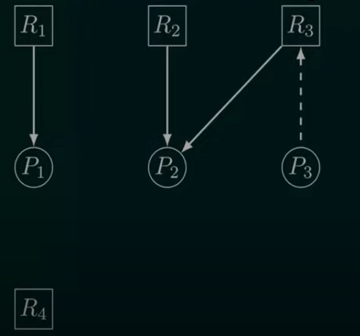 R₁ R₂ R₃
P₁ P₂ P₃
R₄